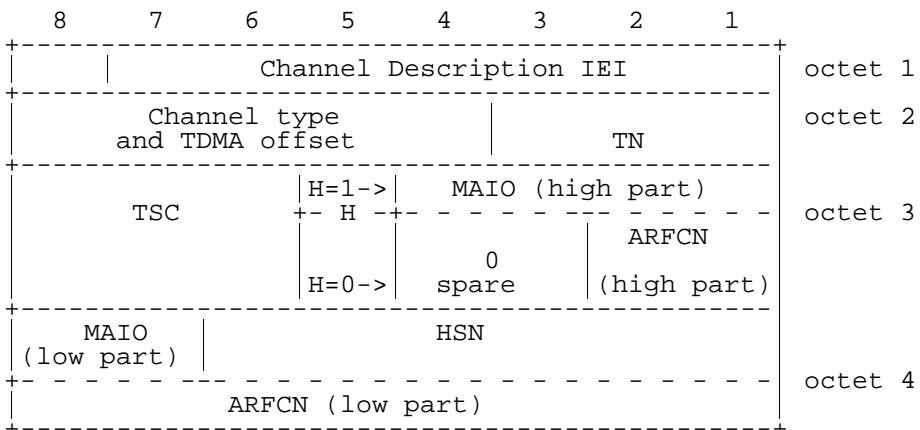 8 7 6 5 4 3 2 1
Channel Description IEI octet 1
Channel type octet 2
and TDMA offset TN
H=1-> MAIO (high part)
TSC H octet 3
ARFCN
0
H=0-> spare (high part)
MAIO HSN
(low part)
octet 4
ARFCN (low part)